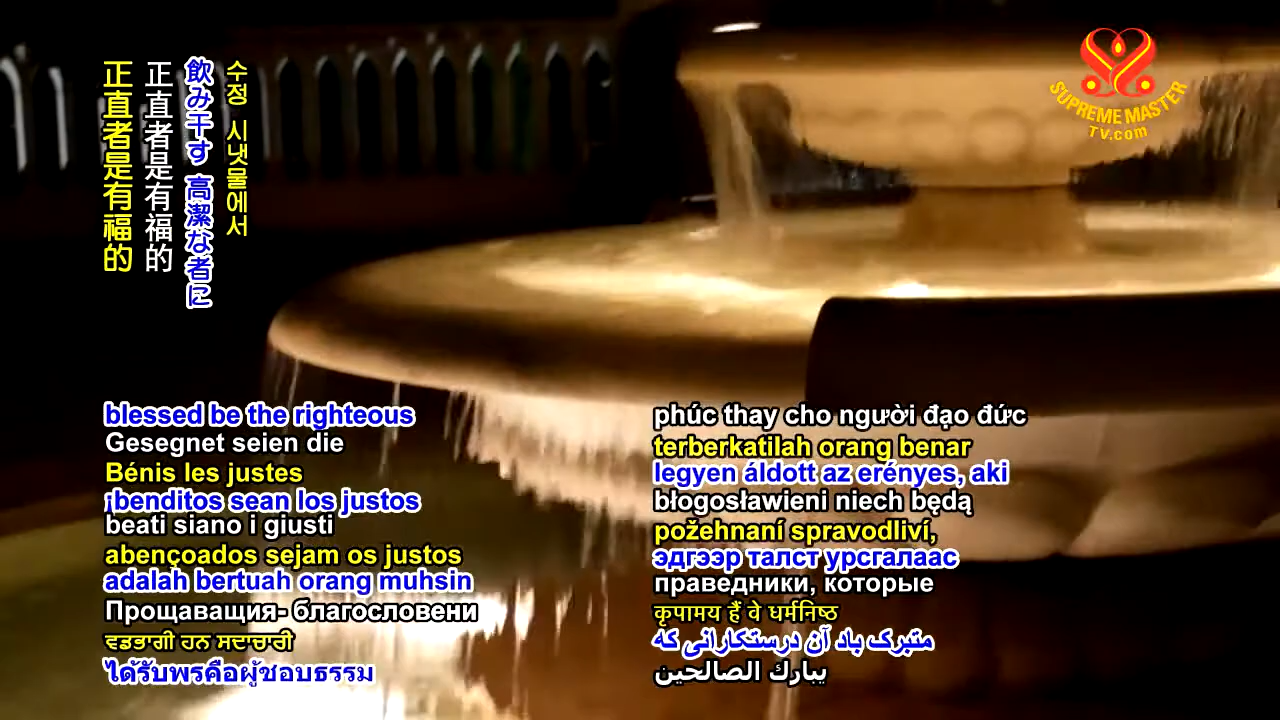 수정 시냇물에서
飲み干す 高潔な者に
正直者是有福的
正直者是有福的
SUPREME MASTER
TV.com
blessed be the righteous
Gesegnet seien die
Bénis les justes
¡benditos sean los justos
beati siano i giusti
abençoados sejam os justos
adalah bertuah orang muhsin
Прощаващия- благословени
ਵਡਭਾਗੀ ਹਨ ਸਦਾਚਾਰੀ
ได้รับพรคือผู้ชอบธรรม
phúc thay cho người đạo đức
terberkatilah orang benar
legyen áldott az erényes, aki
błogosławieni niech będą
požehnaní spravodliví,
эдгээр талст урсгалаас
праведники, которые
कृपामय हैं वे धर्मनिष्ठ
متبرک باد آن درستکارانی که
يبارك الصالحين